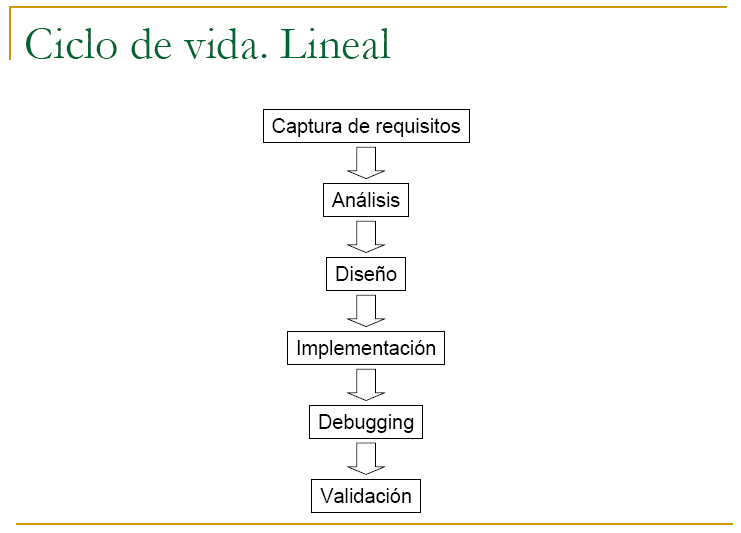 Ciclo de vida. Lineal
Captura de requisitos
Análisis
Diseño
Implementación
Debugging
Validación